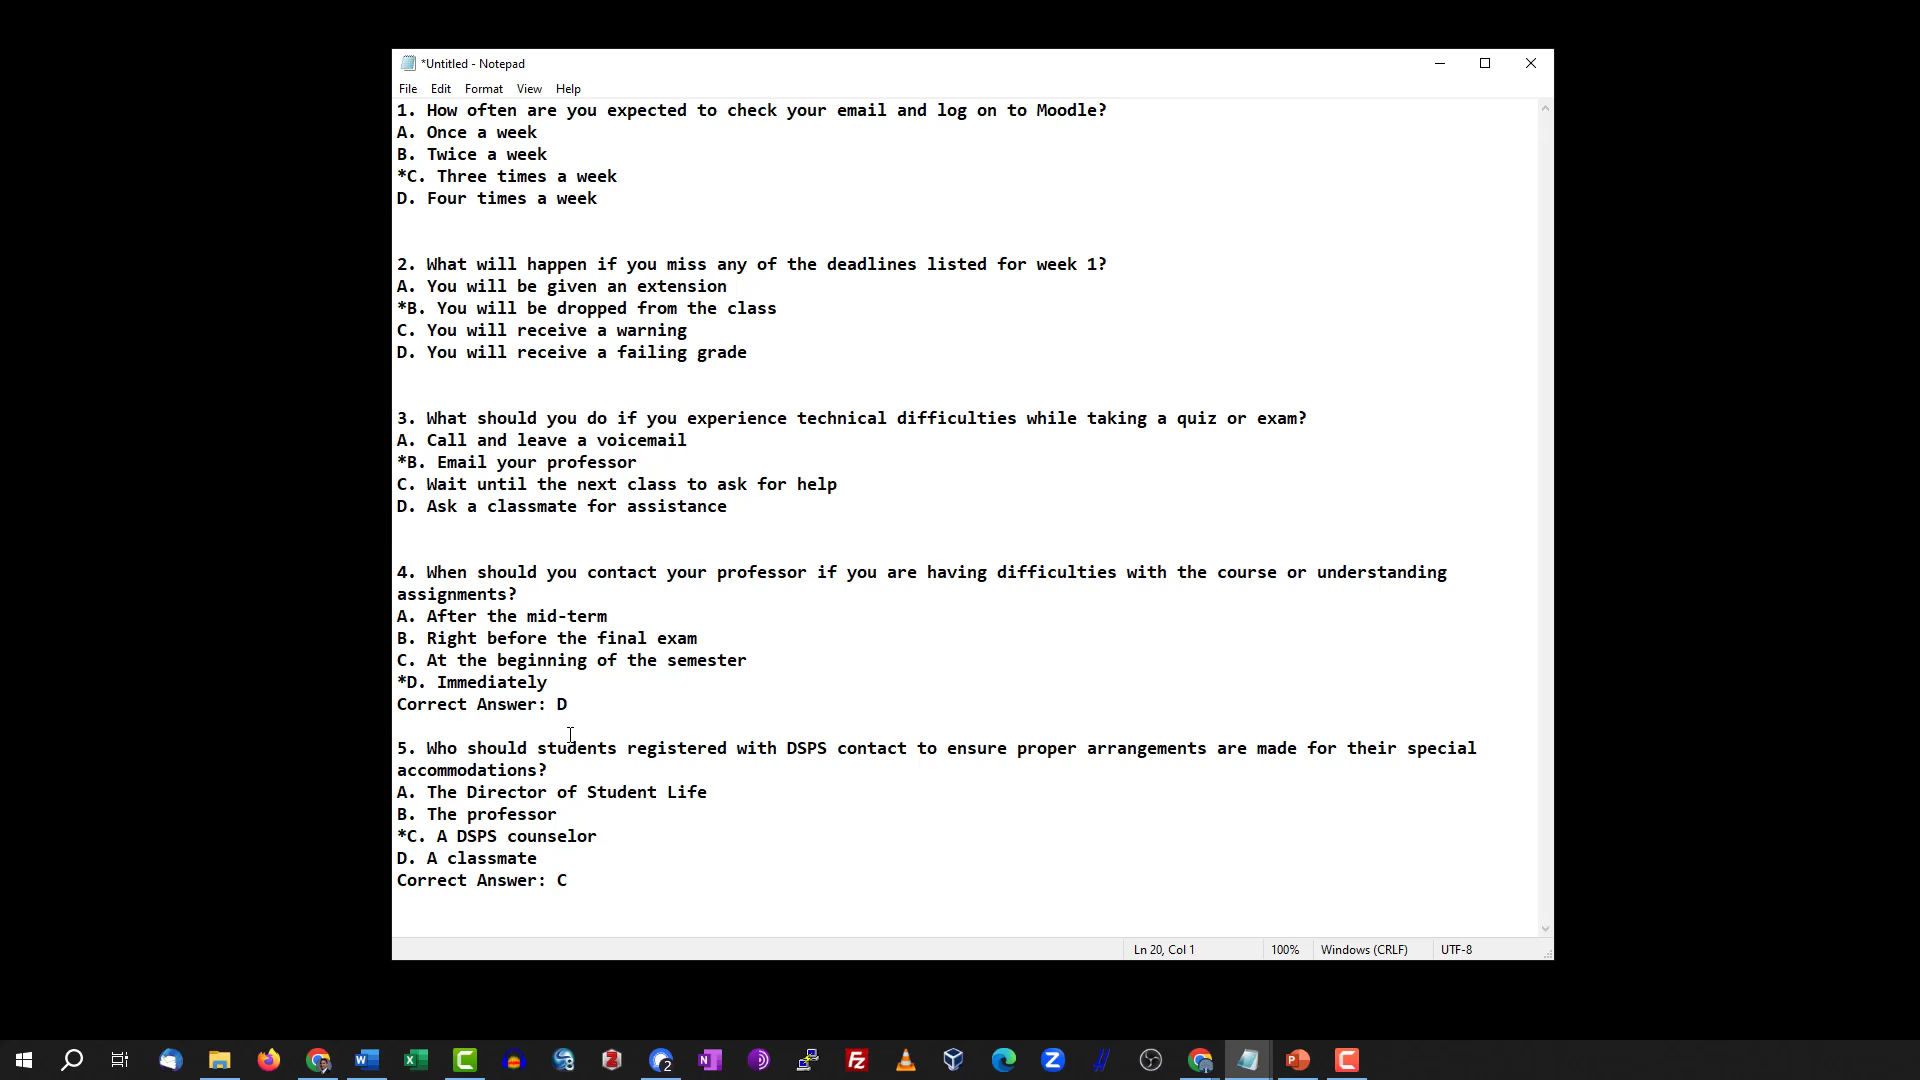 *Untitled - Notepad
File Edit Format View Help
1. How often are you expected to check your email and log on to Moodle?
A. Once a week
B. Twice a week
*C. Three times a week
D. Four times a week
2. What will happen if you miss any of the deadlines listed for week 1?
A. You will be given an extension
*B. You will be dropped from the class
C. You will receive a warning
D. You will receive a failing grade
3. What should you do if you experience technical difficulties while taking a quiz or exam?
A. Call and leave a voicemail
*B. Email your professor
C. Wait until the next class to ask for help
D. Ask a classmate for assistance
4. When should you contact your professor if you are having difficulties with the course or understanding
assignments?
A. After the mid-term
B. Right before the final exam
C. At the beginning of the semester
*D. Immediately
Correct Answer: D
5. Who should students registered with DSPS contact to ensure proper arrangements are made for their special
accommodations?
A. The Director of Student Life
B. The professor
*C. A DSPS counselor
D. A classmate
Correct Answer: C
Ln 20, Col 1 100% Windows (CRLF) UTF-8